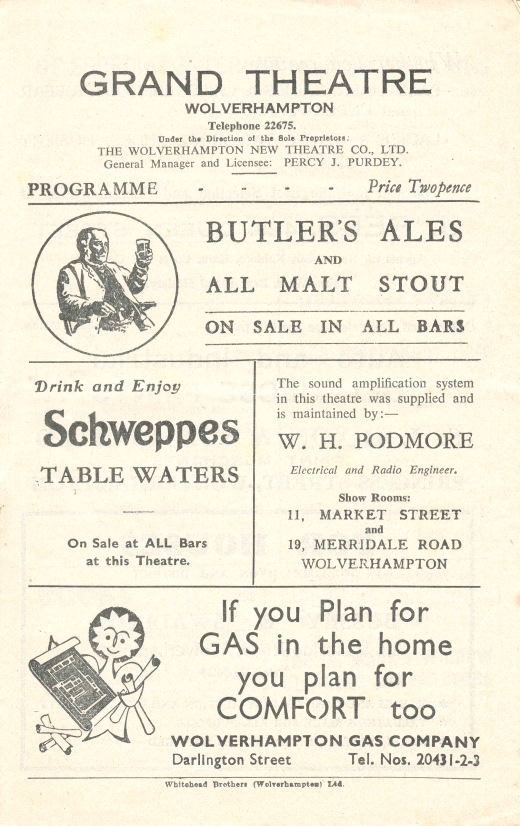 GRAND THEATRE
WOLVERHAMPTON
Telephone 22675.
Under the Direction of the Sole Proprietors:
THE WOLVERHAMPTON NEW THEATRE CO., LTD.
General Manager and Licensee: PERCY J. PURDEY.
PROGRAMME - - - - Price Twopence
BUTLER'S ALES
AND
ALL MALT STOUT
ON SALE IN ALL BARS
Drink and Enjoy
Schweppes
TABLE WATERS
On Sale at ALL Bars
at this Theatre.
The sound amplification system
in this theatre was supplied and
is maintained by:—
W. H. PODMORE
Electrical and Radio Engineer.
Show Rooms:
11, MARKET STREET
and
19, MERRIDALE ROAD
WOLVERHAMPTON
If you Plan for
GAS in the home
you plan for
COMFORT too
WOLVERHAMPTON GAS COMPANY
Darlington Street Tel. Nos. 20431-2-3
Whitehead Brothers (Wolverhampton) Ltd.